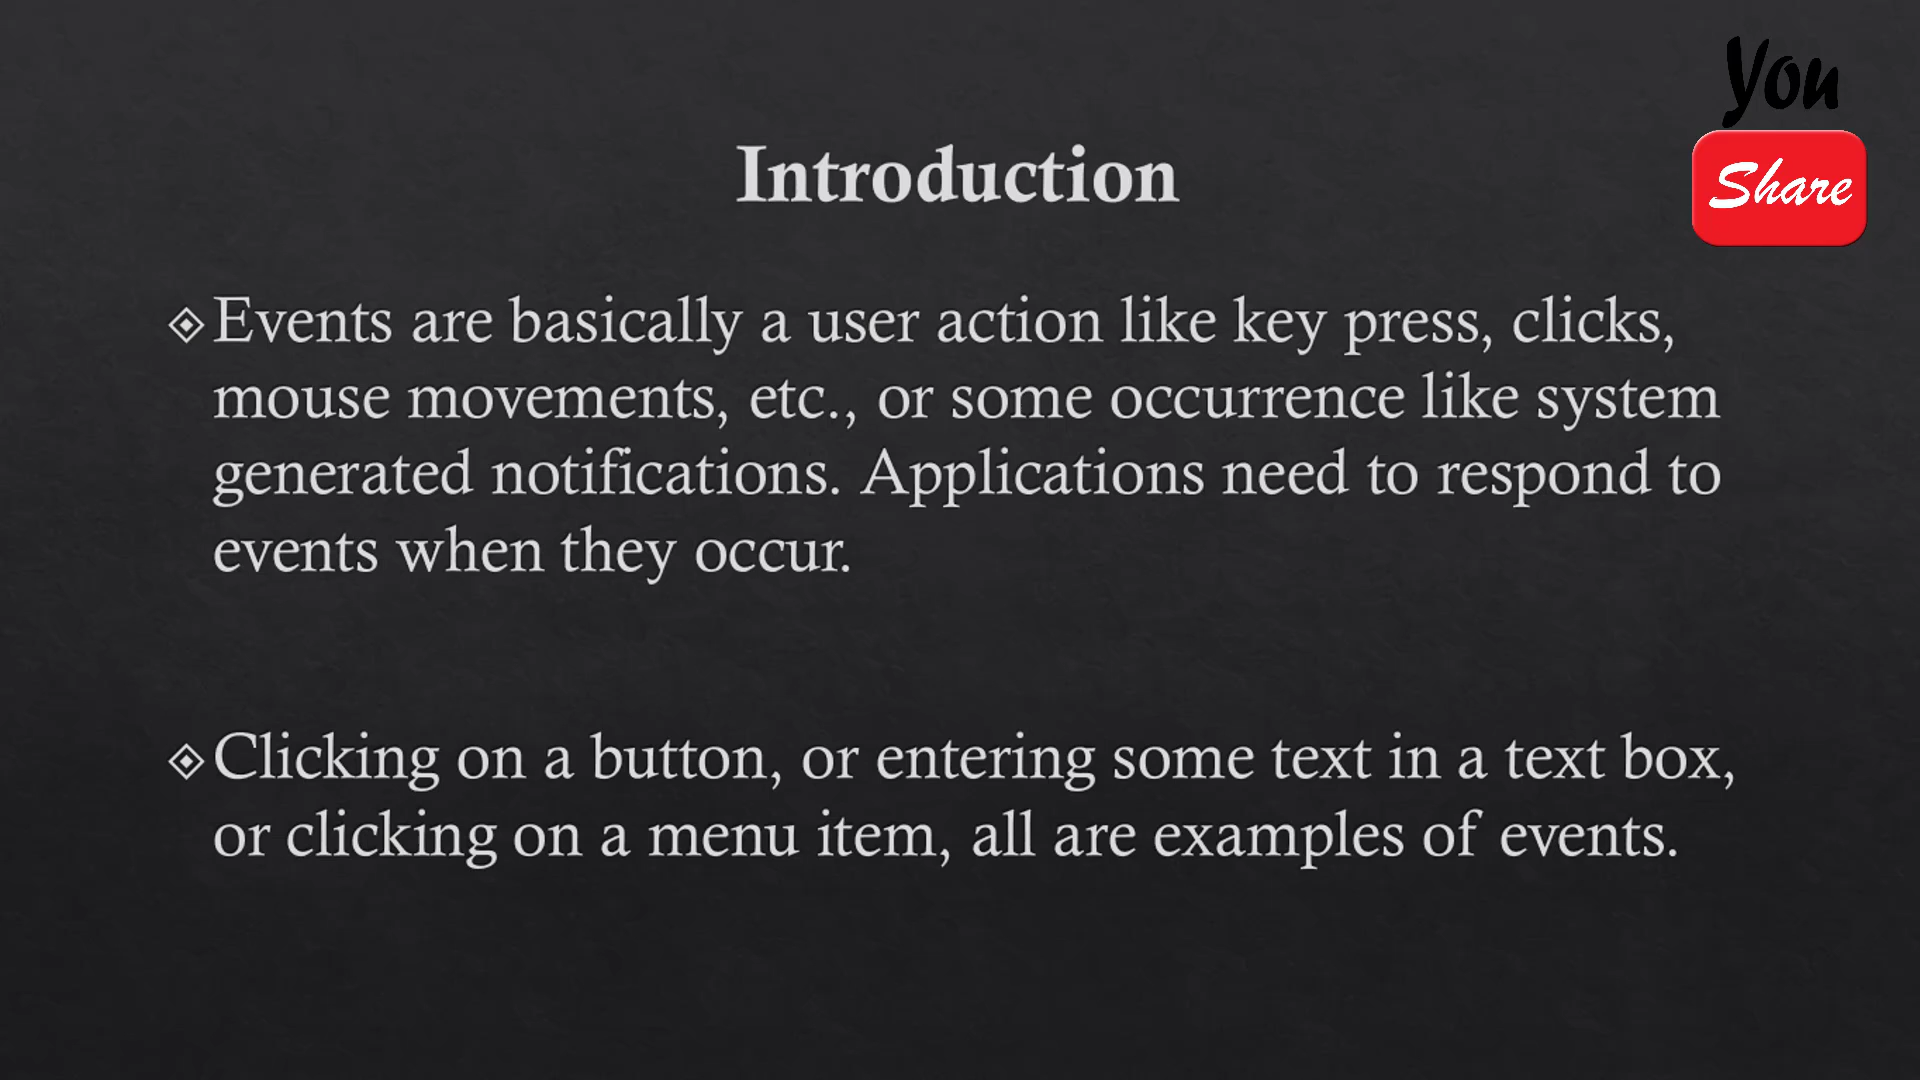 You
Share
Introduction
Events are basically a user action like key press, clicks,
mouse movements, etc., or some occurrence like system
generated notifications. Applications need to respond to
events when they occur.
Clicking on a button, or entering some text in a text box,
or clicking on a menu item, all are examples of events.